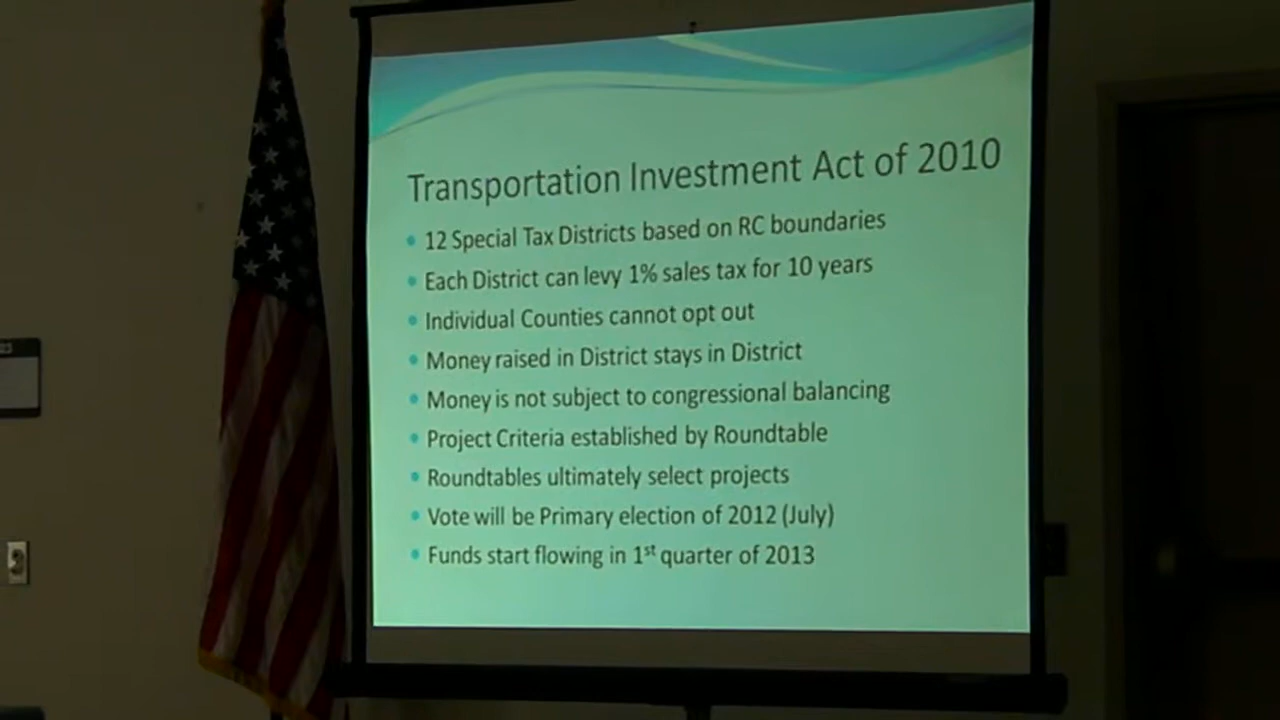 Transportation Investment Act of 2010
• 12 Special Tax Districts based on RC boundaries
• Each District can levy 1% sales tax for 10 years
• Individual Counties cannot opt out
• Money raised in District stays in District
• Money is not subject to congressional balancing
• Project Criteria established by Roundtable
• Roundtables ultimately select projects
• Vote will be Primary election of 2012 (July)
• Funds start flowing in 1st quarter of 2013